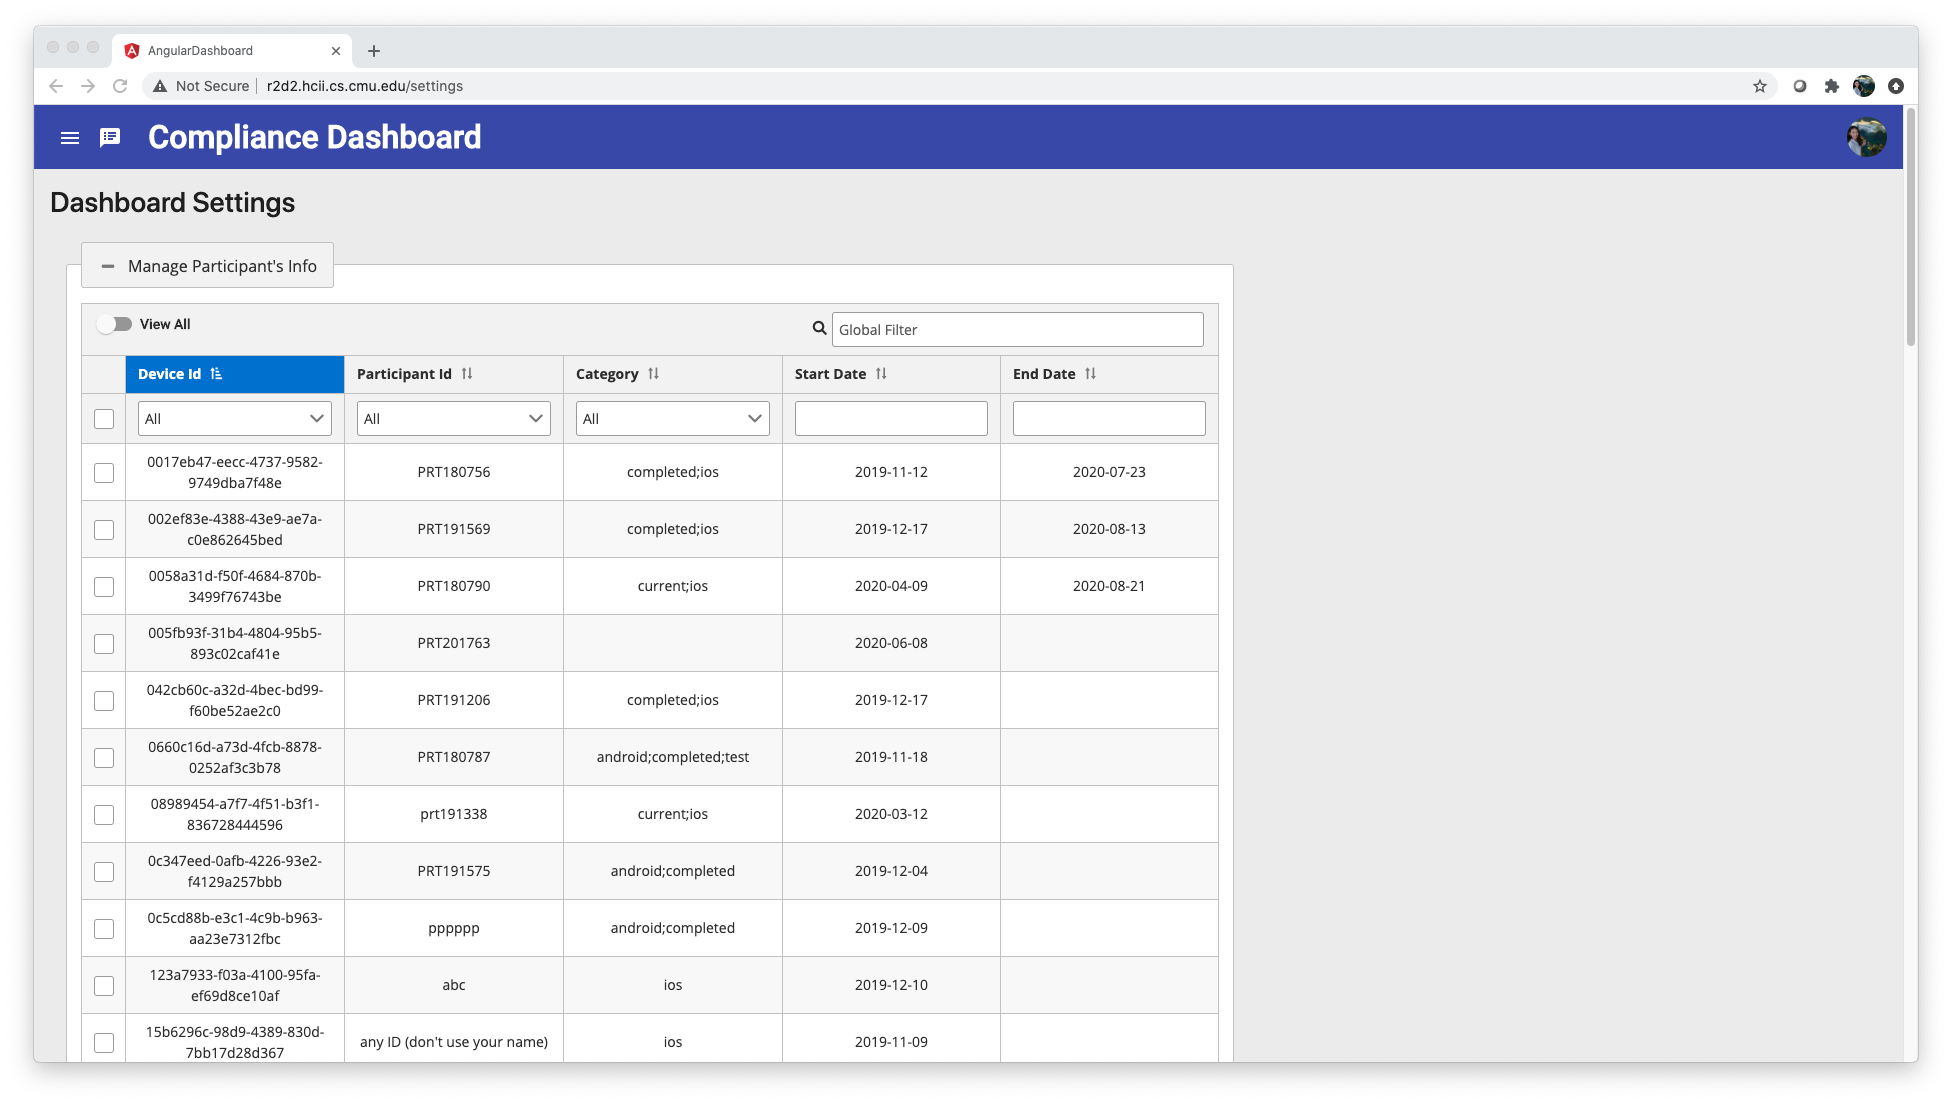 AngularDashboard
Not Secure r2d2.hcii.cs.cmu.edu/settings
Compliance Dashboard
Dashboard Settings
Manage Participant's Info
View All Global Filter
Device Id Participant Id Category Start Date End Date
All All All
0017eb47-eecc-4737-9582-
9749dba7f48e PRT180756 completed;ios 2019-11-12 2020-07-23
002ef83e-4388-43e9-ae7a-
c0e862645bed PRT191569 completed;ios 2019-12-17 2020-08-13
0058a31d-f50f-4684-870b-
3499f76743be PRT180790 current;ios 2020-04-09 2020-08-21
005fb93f-31b4-4804-95b5-
893c02caf41e PRT201763 2020-06-08
042cb60c-a32d-4bec-bd99-
f60be52ae2c0 PRT191206 completed;ios 2019-12-17
0660c16d-a73d-4fcb-8878-
0252af3c3b78 PRT180787 android;completed;test 2019-11-18
08989454-a7f7-4f51-b3f1-
836728444596 prt191338 current;ios 2020-03-12
0c347eed-0afb-4226-93e2-
f4129a257bbb PRT191575 android;completed 2019-12-04
0c5cd88b-e3c1-4c9b-b963-
aa23e7312fbc pppppp android;completed 2019-12-09
123a7933-f03a-4100-95fa-
ef69d8ce10af abc ios 2019-12-10
15b6296c-98d9-4389-830d-
7bb17d28d367 any ID (don't use your name) ios 2019-11-09